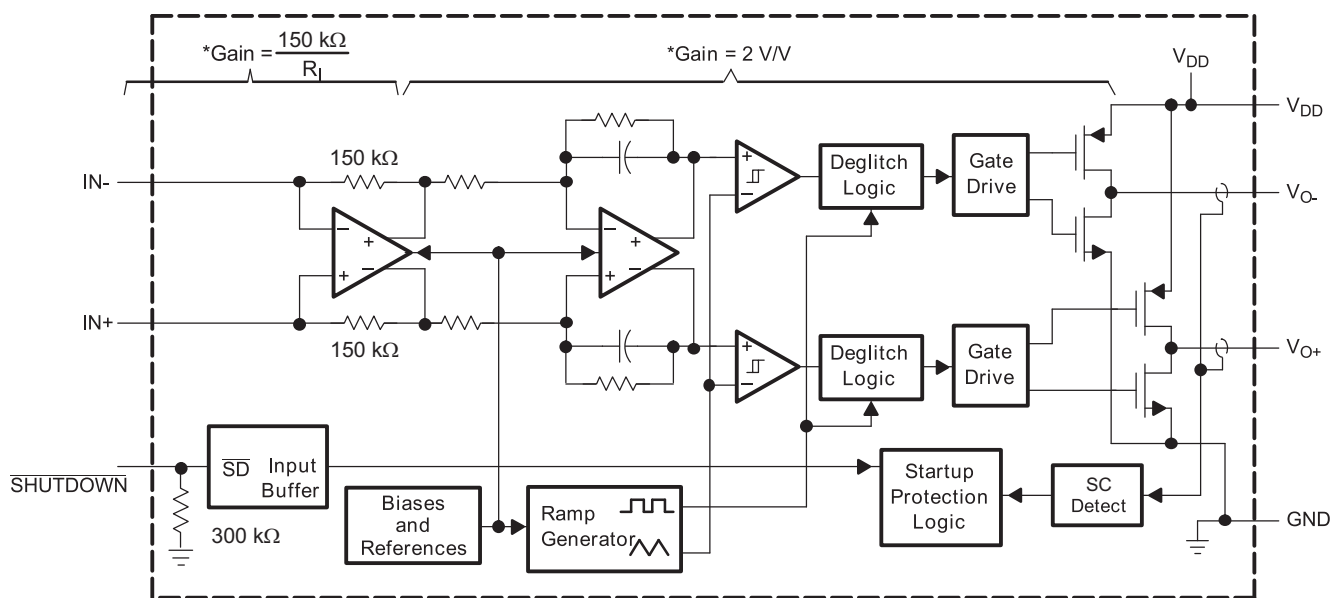 *Gain = 150 kΩ
R_I
*Gain = 2 V/V
V_DD
V_DD
IN-
150 kΩ
+
−
Deglitch
Logic
Gate
Drive
V_O-
−
+
+
−
−
+
+
−
IN+
150 kΩ
+
−
Deglitch
Logic
Gate
Drive
V_O+
SHUTDOWN
SD Input
Buffer
300 kΩ
Biases
and
References
Ramp
Generator
Startup
Protection
Logic
SC
Detect
GND